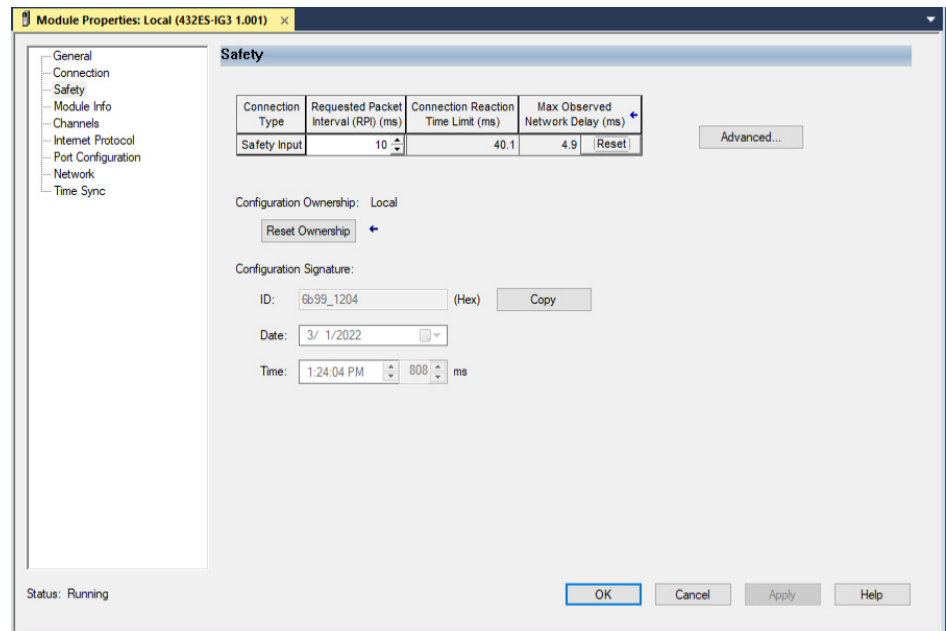 Module Properties: Local (432ES-IG3 1.001) ×
General
Connection
Safety
Module Info
Channels
Internet Protocol
Port Configuration
Network
Time Sync
Safety
Connection Type Requested Packet Interval (RPI) (ms) Connection Reaction Time Limit (ms) Max Observed Network Delay (ms)
Safety Input 10 40.1 4.9 Reset
Advanced...
Configuration Ownership: Local
Reset Ownership
Configuration Signature:
ID: 6b99_1204 (Hex) Copy
Date: 3/ 1/2022
Time: 1:24:04 PM 808 ms
Status: Running
OK Cancel Apply Help